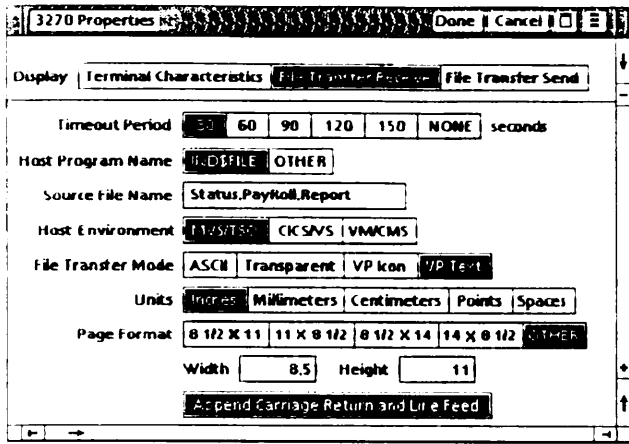 3270 Properties Done Cancel
Display Terminal Characteristics File Transfer Receive File Transfer Send
Timeout Period 30 60 90 120 150 NONE seconds
Host Program Name IND$FILE OTHER
Source File Name Status.PayRoll.Report
Host Environment MVS/TSO CICS/VS VM/CMS
File Transfer Mode ASCII Transparent VP Icon VP Text
Units Inches Millimeters Centimeters Points Spaces
Page Format 8 1/2 X 11 11 X 8 1/2 8 1/2 X 14 14 X 8 1/2 OTHER
Width 8.5 Height 11
Append Carriage Return and Line Feed